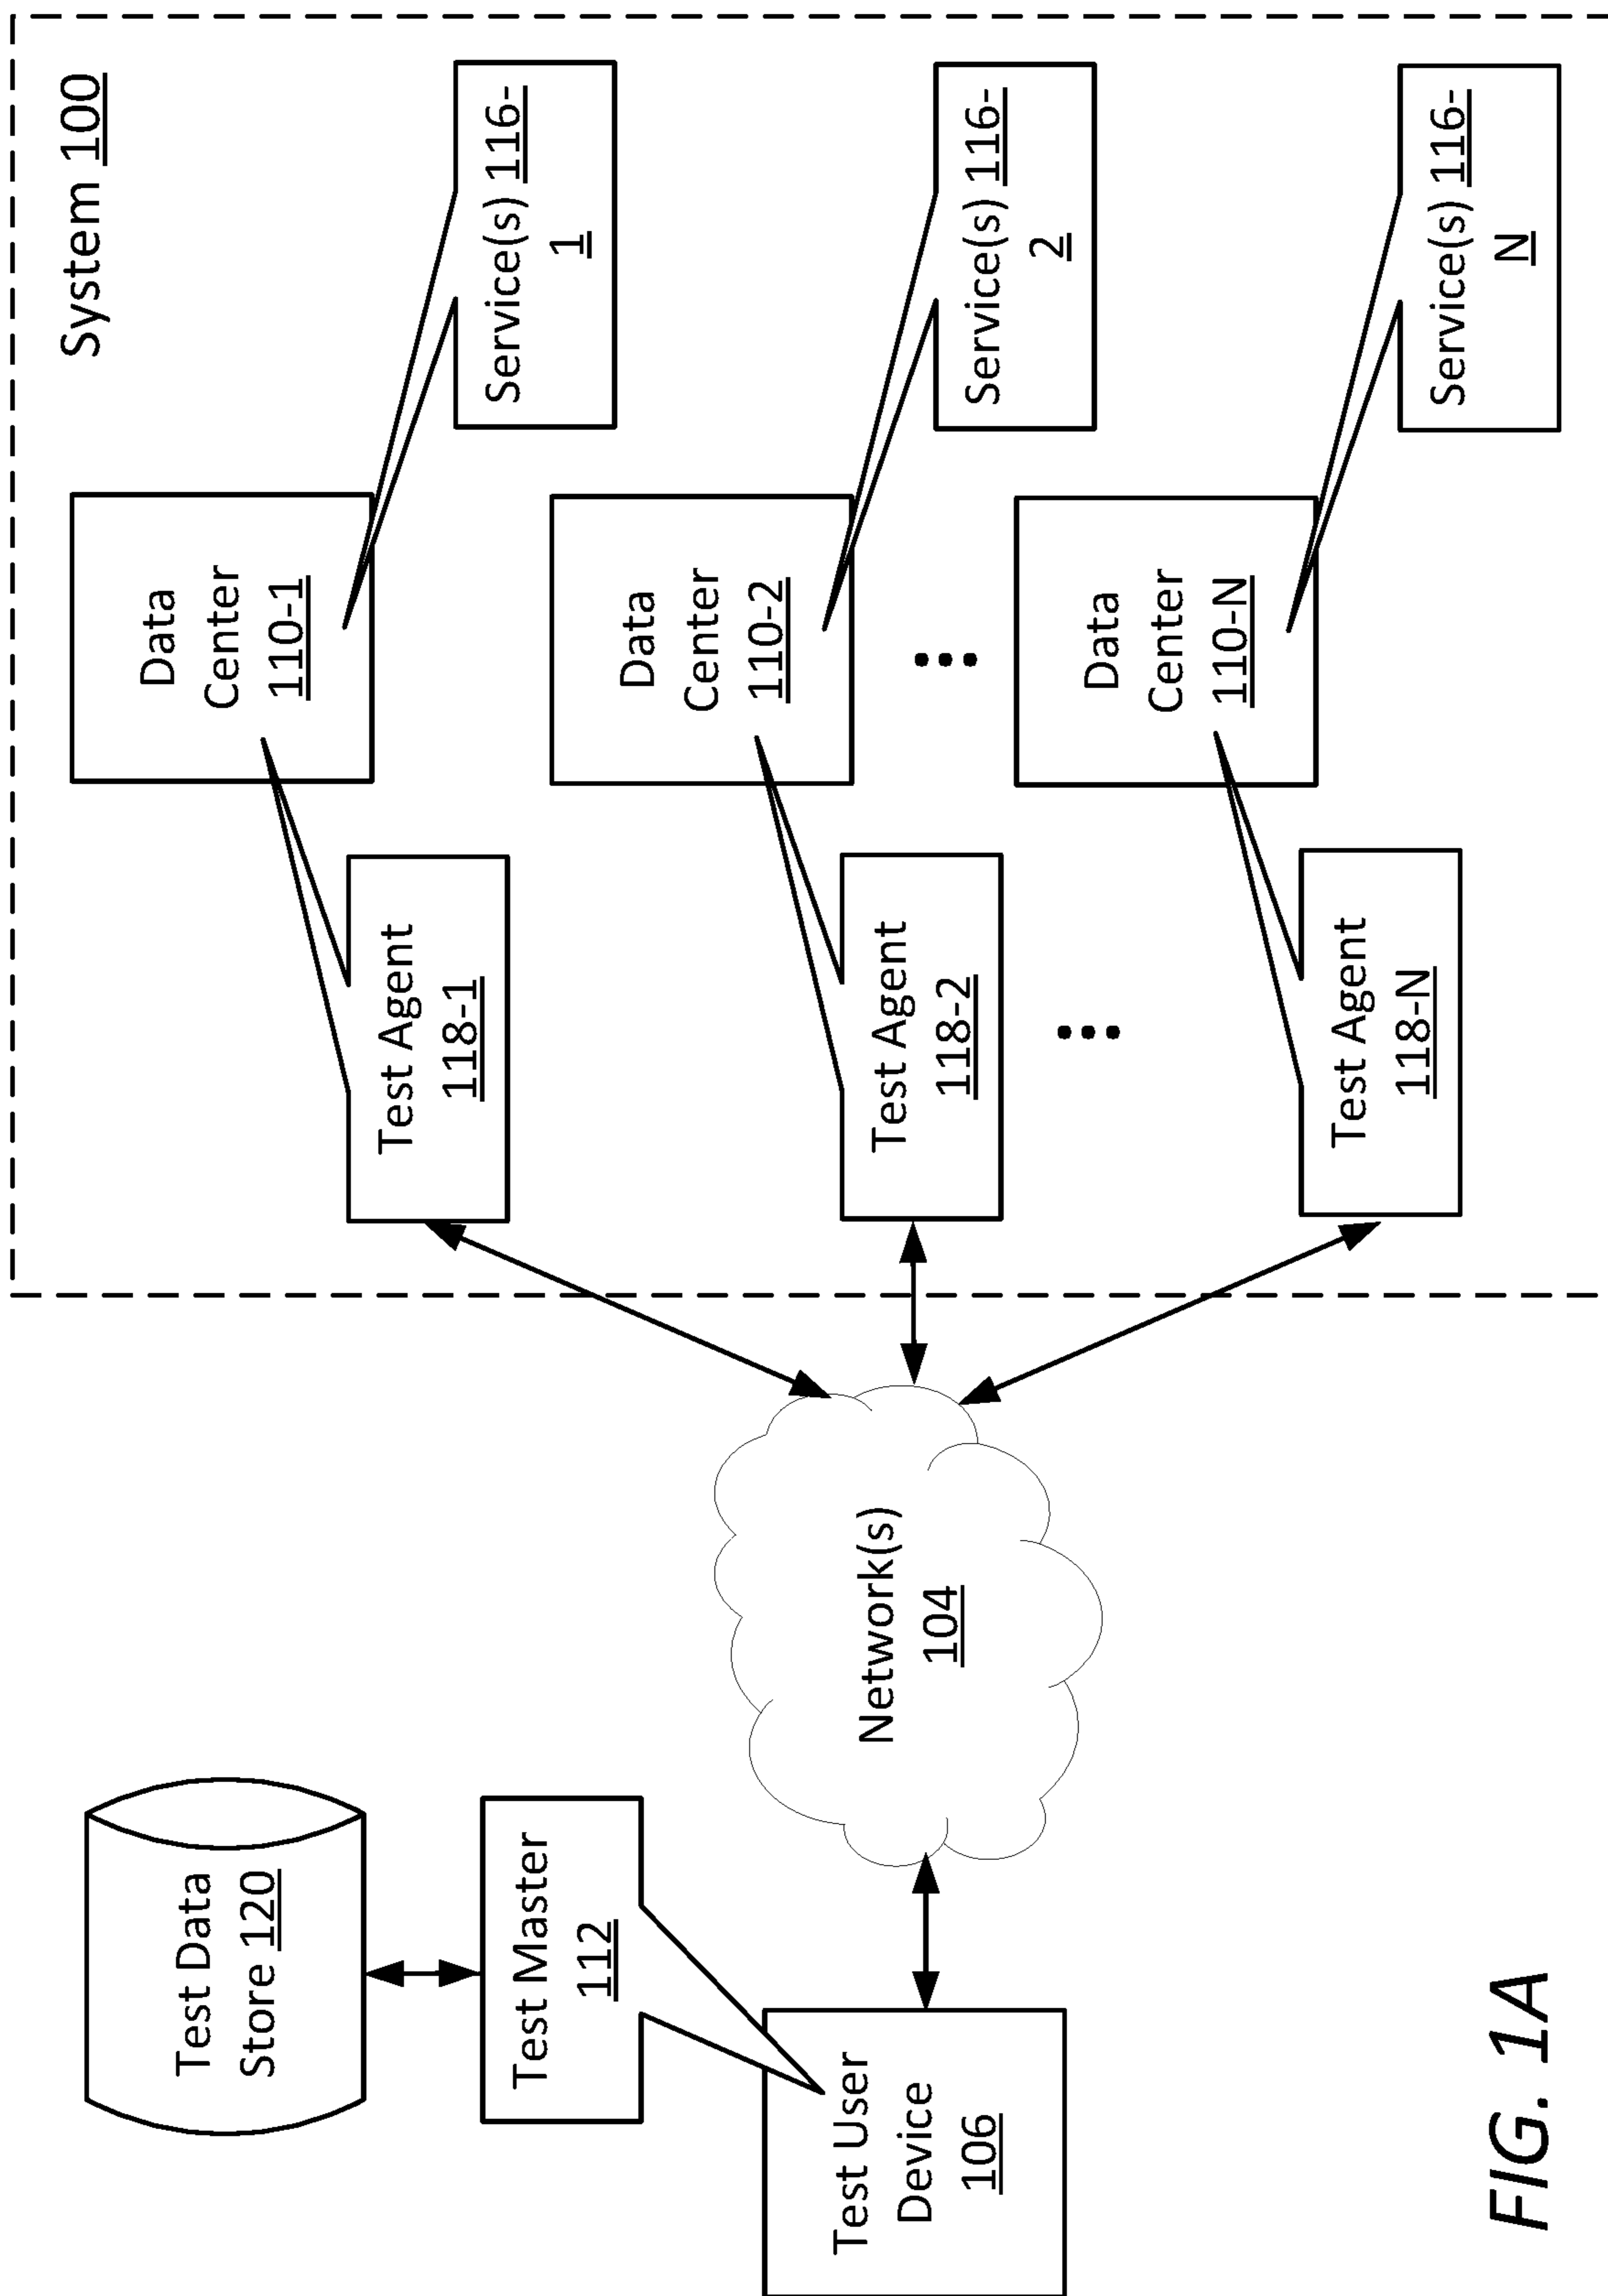 System 100
Test Data
Store 120
Test Master
112
Test User
Device
106
Network(s)
104
Test Agent
118-1
Data
Center
110-1
Service(s) 116-
1
Test Agent
118-2
Data
Center
110-2
Service(s) 116-
2
Test Agent
118-N
Data
Center
110-N
Service(s) 116-
N
FIG. 1A